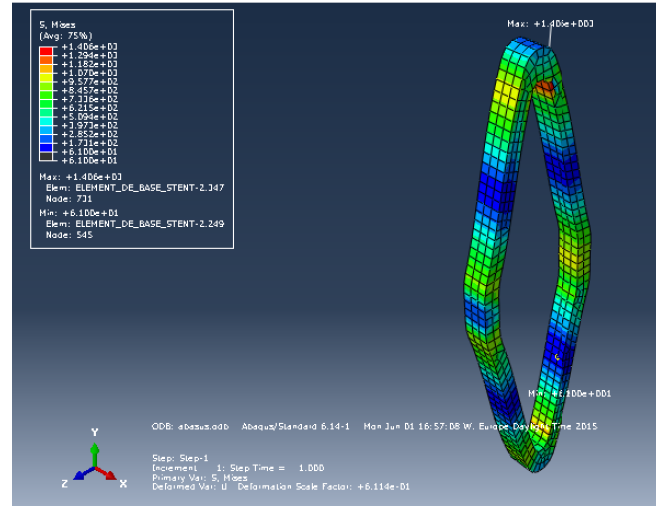 S, Mises
(Avg: 75%)
+1.406e+03
+1.294e+03
+1.182e+03
+1.070e+03
+9.577e+02
+8.457e+02
+7.336e+02
+6.215e+02
+5.094e+02
+3.973e+02
+2.852e+02
+1.731e+02
+6.100e+01
+6.100e+01
Max: +1.406e+03
Elem: ELEMENT_DE_BASE_STENT-2.347
Node: 731
Min: +6.100e+01
Elem: ELEMENT_DE_BASE_STENT-2.249
Node: 545
Max: +1.406e+003
Min: +6.100e+001
ODB: abaqus.odb Abaqus/Standard 6.14-1 Mon Jun 01 16:57:08 W. Europe Daylight Time 2015
Y
Z
X
Step: Step-1
Increment 1: Step Time = 1.000
Primary Var: S, Mises
Deformed Var: U Deformation Scale Factor: +6.114e-01